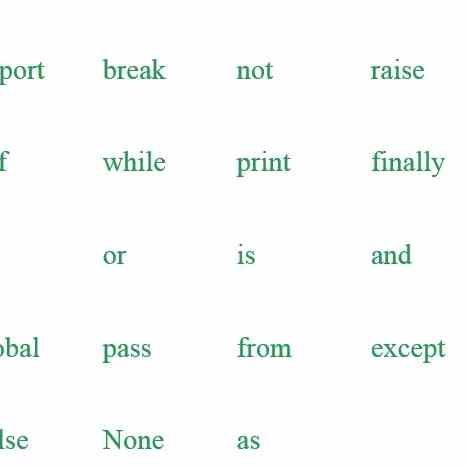 port break not raise
f while print finally
or is and
obal pass from except
lse None as